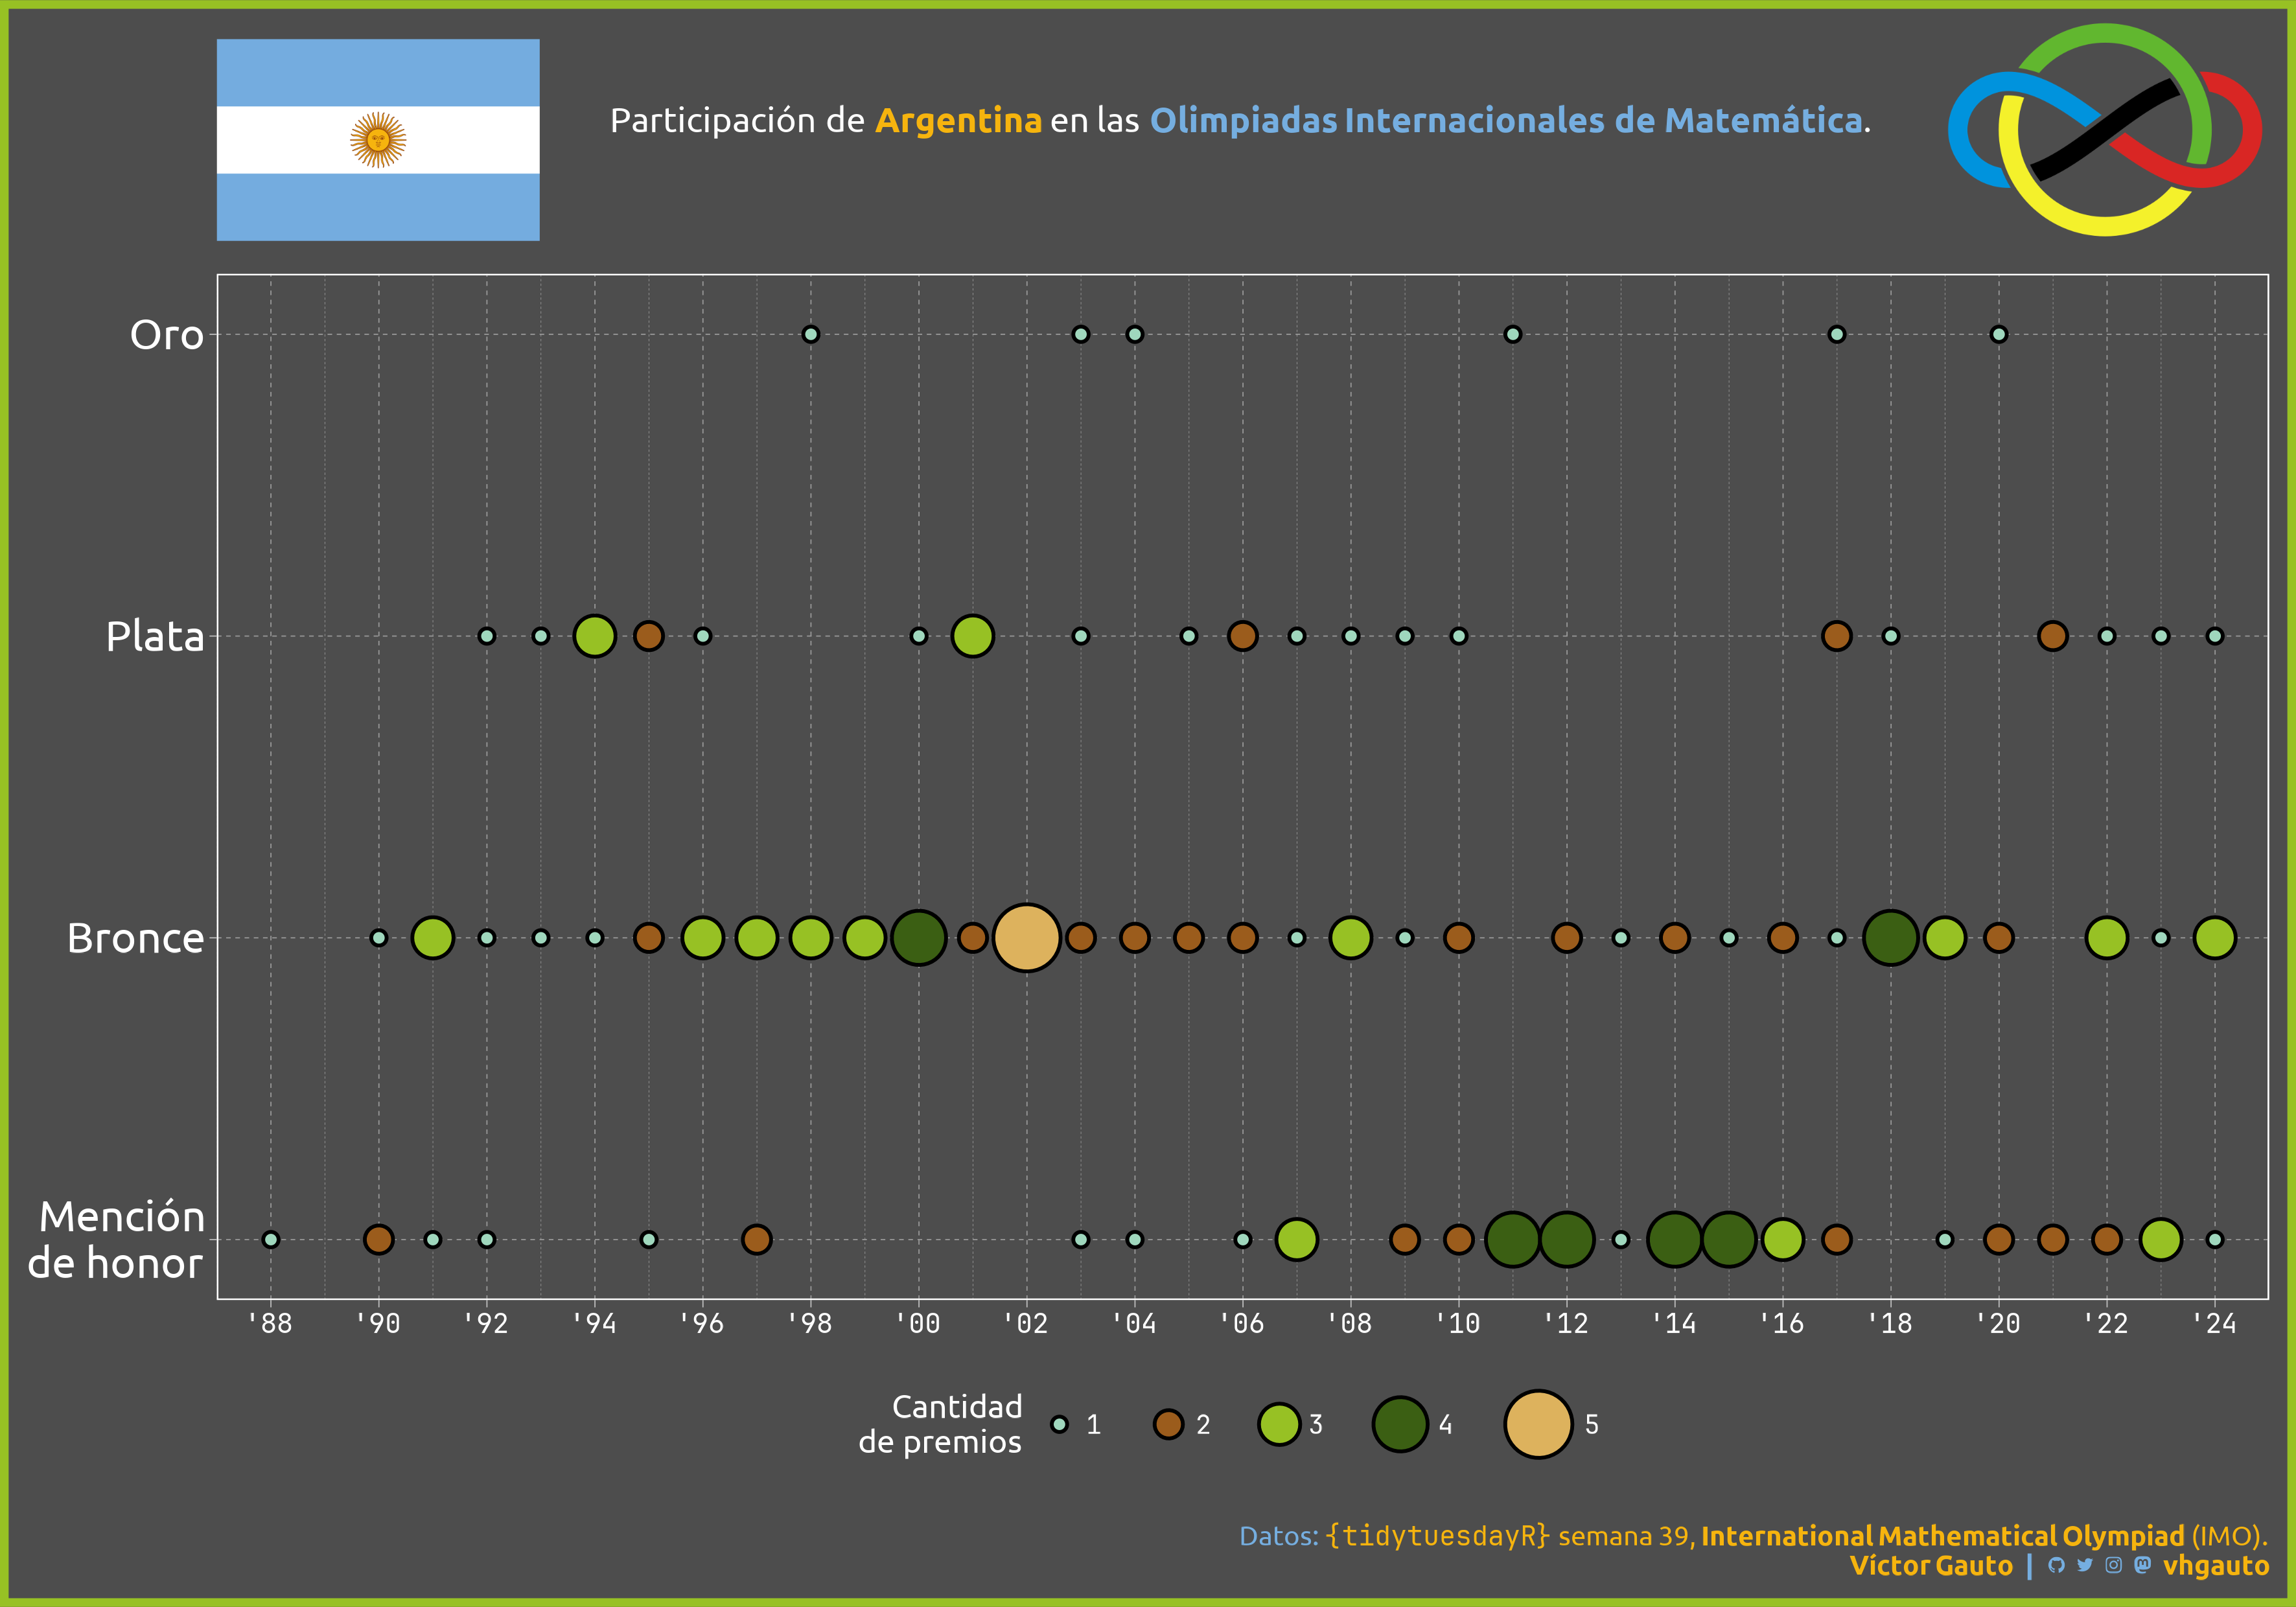 Participación de Argentina en las Olimpiadas Internacionales de Matemática.
Oro
Plata
Bronce
Mención
de honor
'88 '90 '92 '94 '96 '98 '00 '02 '04 '06 '08 '10 '12 '14 '16 '18 '20 '22 '24
Cantidad
de premios
1 2 3 4 5
Datos: {tidytuesdayR} semana 39, International Mathematical Olympiad (IMO).
Víctor Gauto | vhgauto